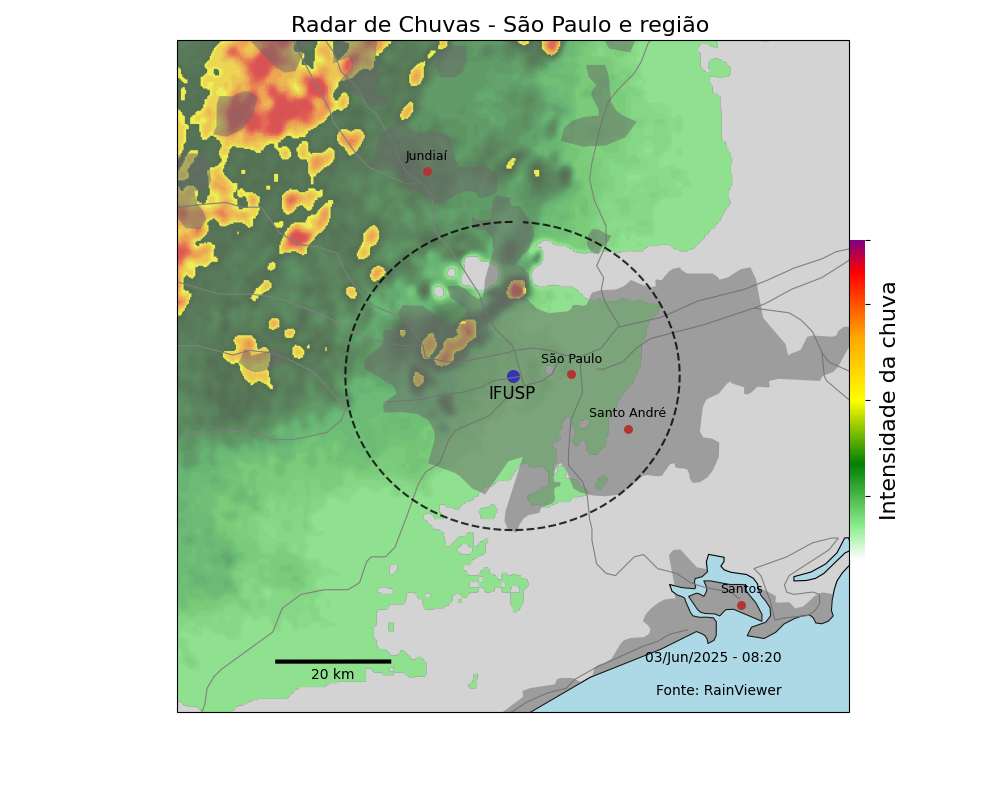 Radar de Chuvas - São Paulo e região
Jundiaí
São Paulo
IFUSP
Santo André
Santos
03/Jun/2025 - 08:20
20 km
Fonte: RainViewer
Intensidade da chuva